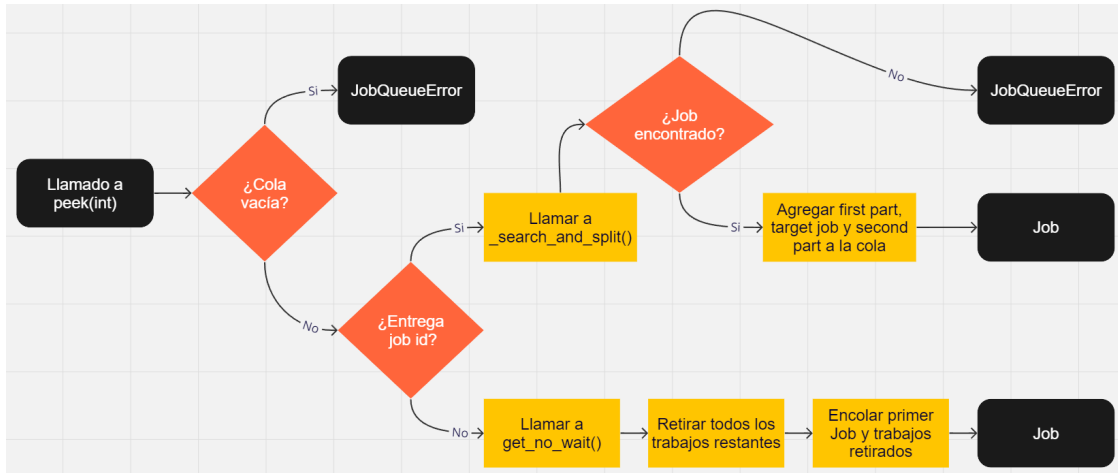 Llamado a
peek(int)
¿Cola
vacía?
Si
JobQueueError
No
¿Entrega
job id?
Si
Llamar a
_search_and_split()
¿Job
encontrado?
No
JobQueueError
Si
Agregar first part,
target job y second
part a la cola
Job
No
Llamar a
get_no_wait()
Retirar todos los
trabajos restantes
Encolar primer
Job y trabajos
retirados
Job